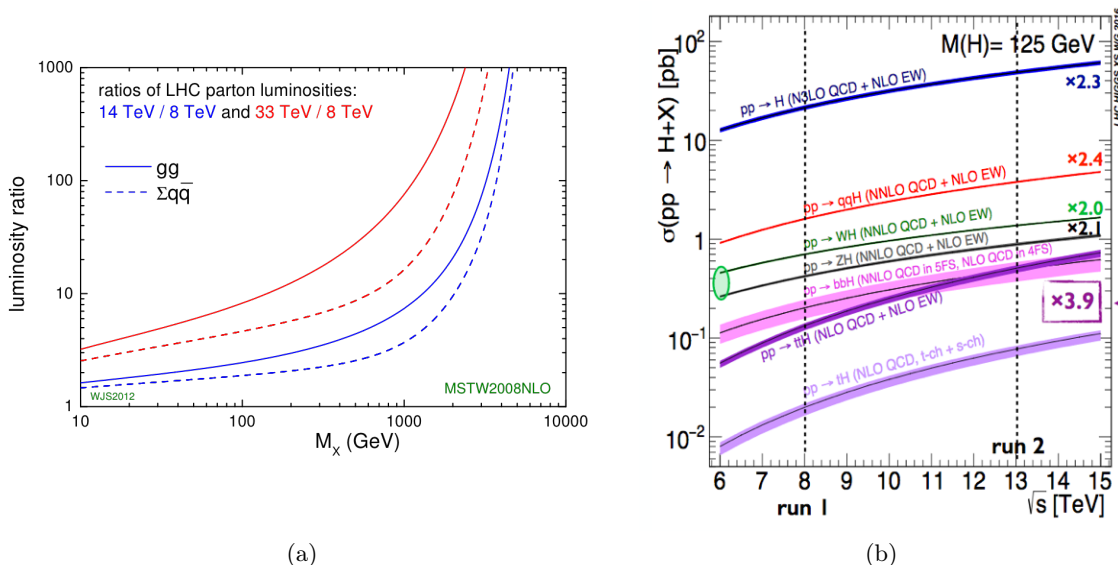 1000
100
10
1
10
100
1000
10000
luminosity ratio
M_X (GeV)
ratios of LHC parton luminosities:
14 TeV / 8 TeV and 33 TeV / 8 TeV
gg
Σqq̅
WJS2012
MSTW2008NLO
(a)
σ(pp → H+X) [pb]
10²
10
1
10⁻¹
10⁻²
M(H)= 125 GeV
pp → H (N3LO QCD + NLO EW)
×2.3
pp → qqH (NNLO QCD + NLO EW)
×2.4
pp → WH (NNLO QCD + NLO EW)
×2.0
pp → ZH (NNLO QCD + NLO EW)
×2.1
pp → bbH (NNLO QCD in 5FS, NLO QCD in 4FS)
pp → ttH (NLO QCD + NLO EW)
×3.9
pp → tH (NLO QCD, t-ch + s-ch)
run 2
6 7 8 9 10 11 12 13 14 15
run 1
√s [TeV]
(b)